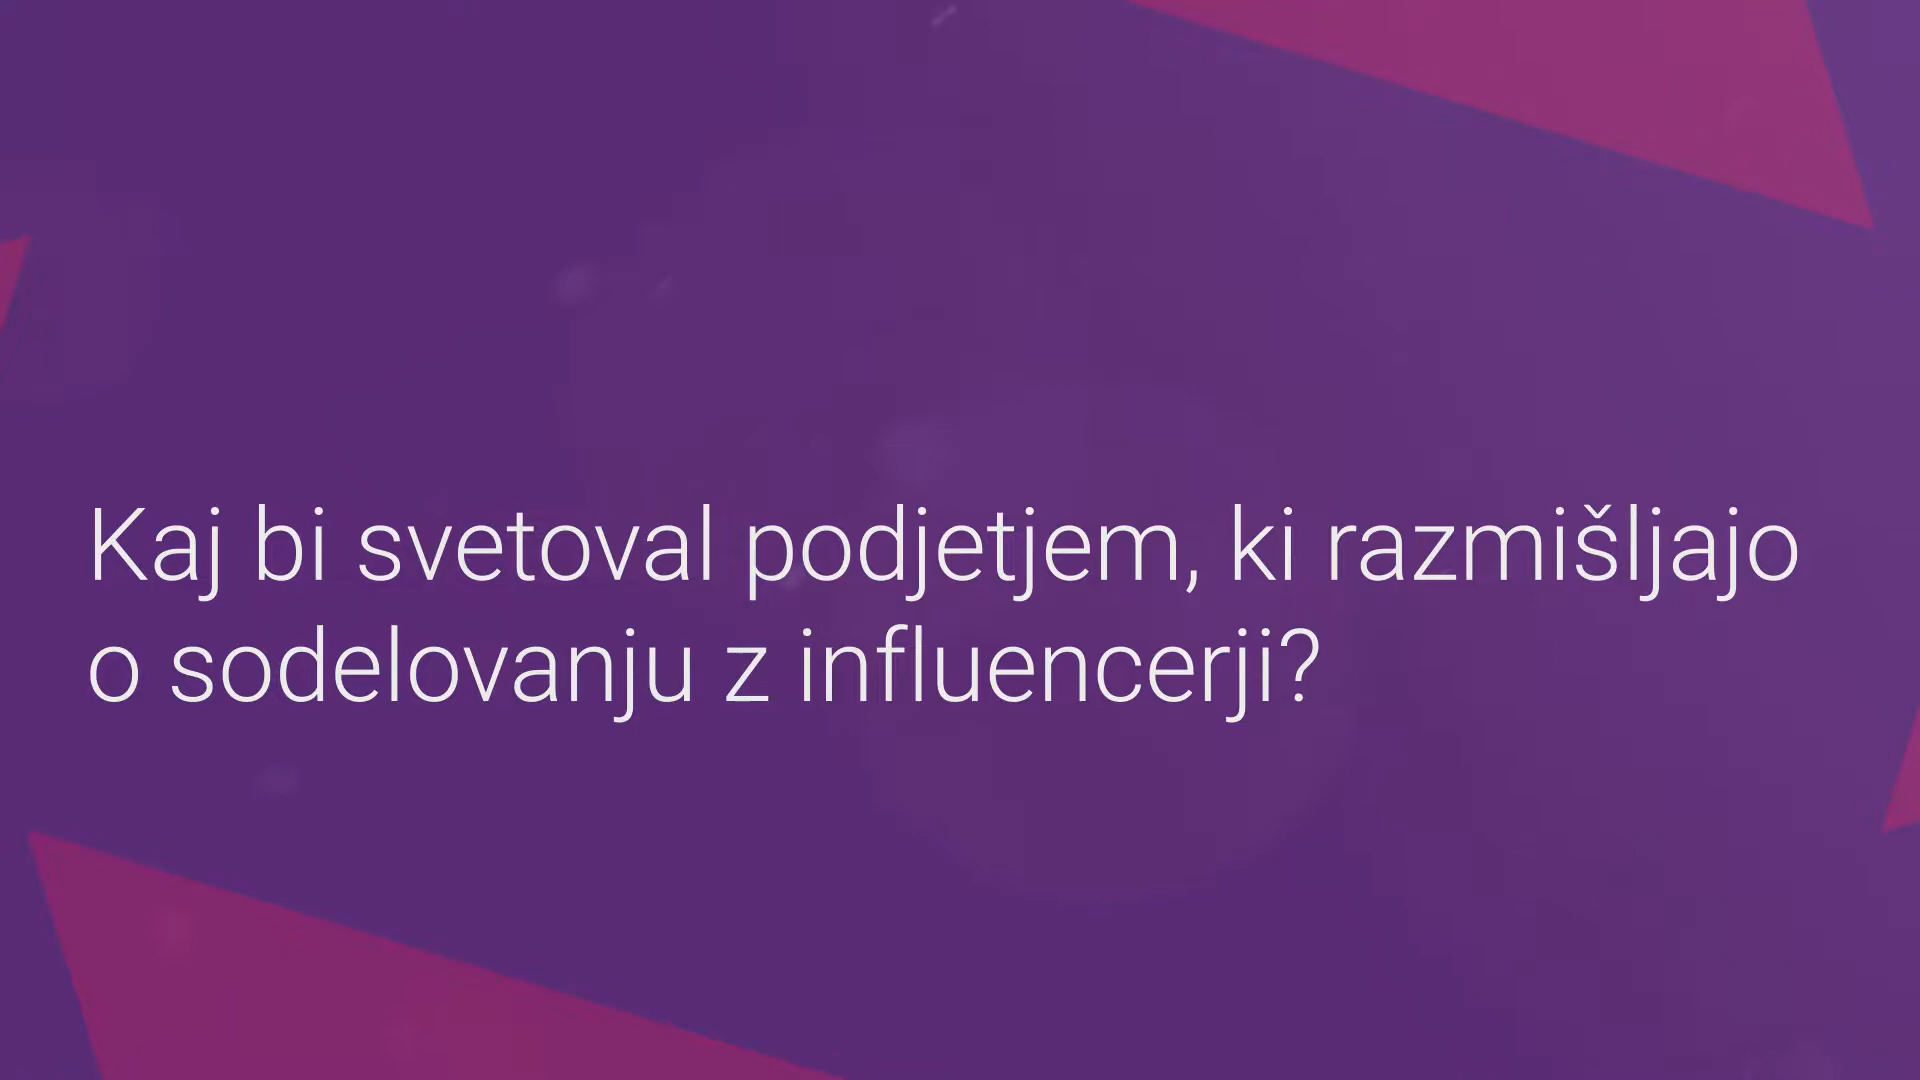 Kaj bi svetoval podjetjem, ki razmišljajo
o sodelovanju z influencerji?